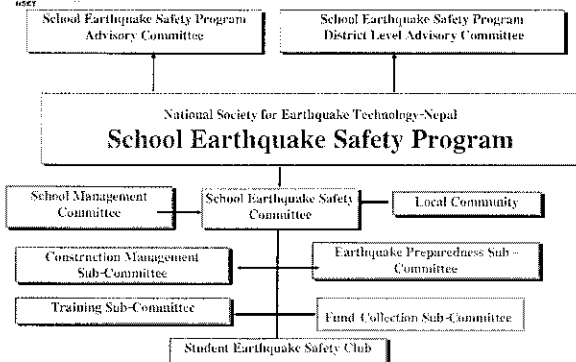 School Earthquake Safety Program
Advisory Committee
School Earthquake Safety Program
District Level Advisory Committee
National Society for Earthquake Technology-Nepal
School Earthquake Safety Program
School Management
Committee
School Earthquake Safety
Committee
Local Community
Construction Management
Sub-Committee
Earthquake Preparedness Sub –
Committee
Training Sub-Committee
Fund Collection Sub-Committee
Student Earthquake Safety Club